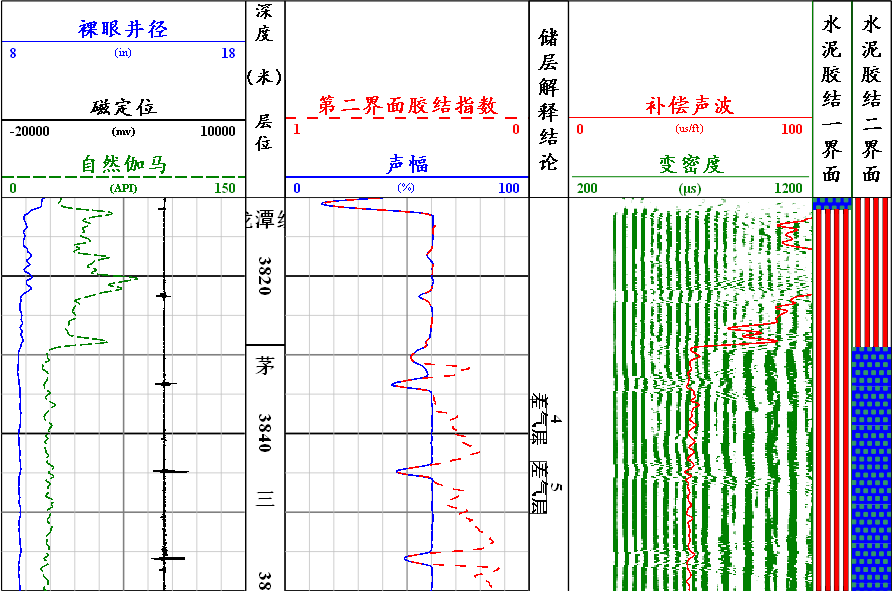 裸眼井径
8 (in) 18
磁定位
-20000 (mv) 10000
自然伽马
0 (API) 150
深度
(米)
层位
第二界面胶结指数
1 0
声幅
0 (%) 100
储层解释结论
补偿声波
0 (us/ft) 100
变密度
200 (μs) 1200
水泥胶结一界面
水泥胶结二界面
龙潭组
3820
茅
3840
三
38
4
差气层
5
差气层